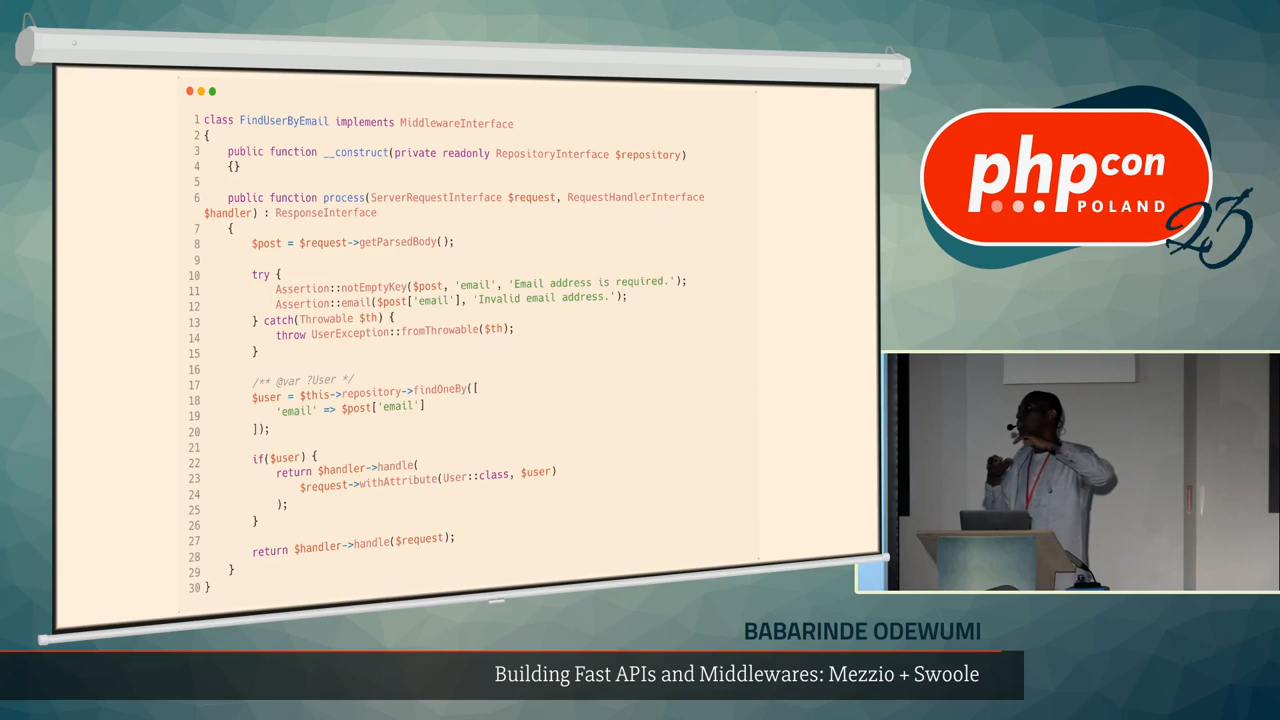 1 class FindUserByEmail implements MiddlewareInterface
2 {
3 public function __construct(private readonly RepositoryInterface $repository)
4 {}
5
6 public function process(ServerRequestInterface $request, RequestHandlerInterface
$handler) : ResponseInterface
7 {
8 $post = $request->getParsedBody();
9
10 try {
11 Assertion::notEmptyKey($post, 'email', 'Email address is required.');
12 Assertion::email($post['email'], 'Invalid email address.');
13 } catch(Throwable $th) {
14 throw UserException::fromThrowable($th);
15 }
16
17 /** @var ?User */
18 $user = $this->repository->findOneBy([
19 'email' => $post['email']
20 ]);
21
22 if($user) {
23 return $handler->handle(
24 $request->withAttribute(User::class, $user)
25 );
26 }
27
28 return $handler->handle($request);
29 }
30 }
phpcon
POLAND
23
BABARINDE ODEWUMI
Building Fast APIs and Middlewares: Mezzio + Swoole